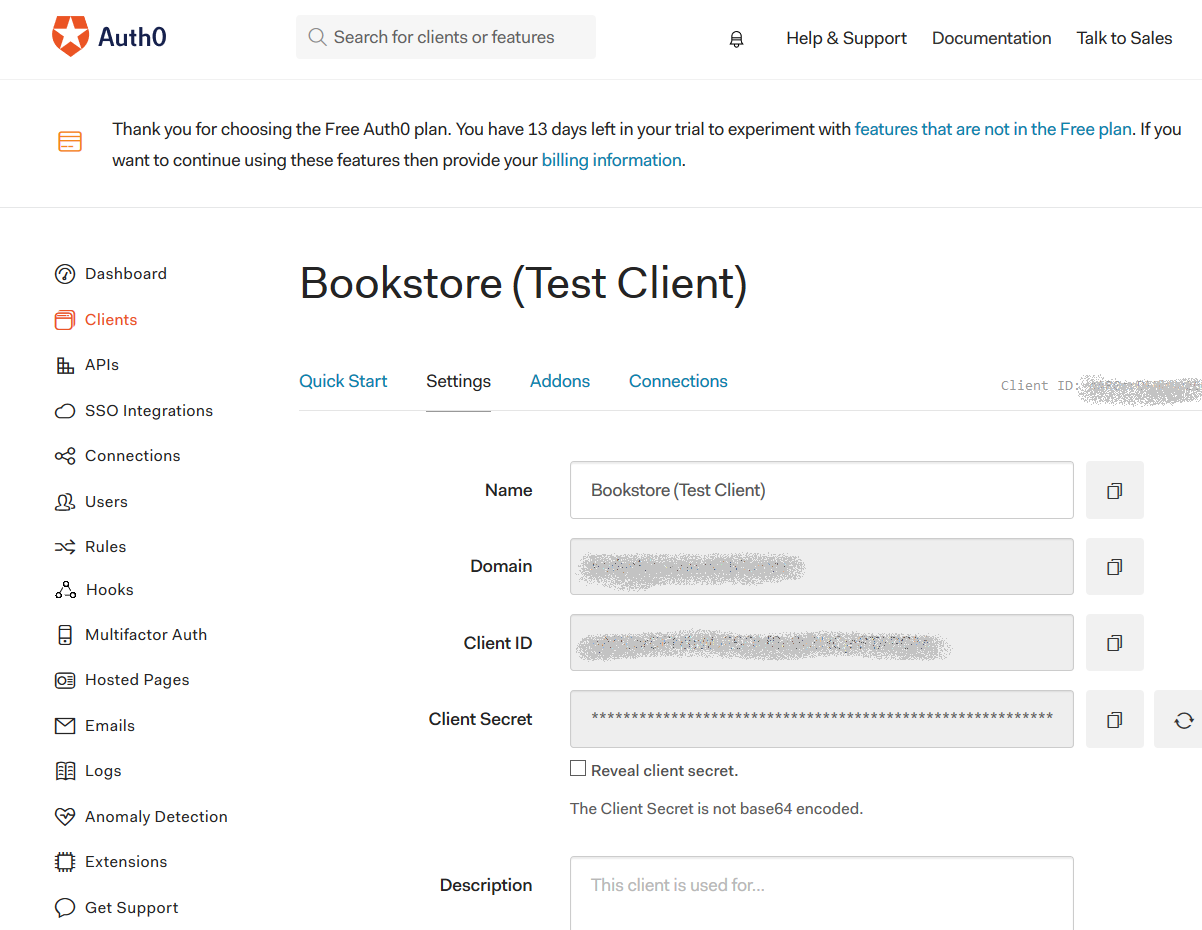 Auth0
Search for clients or features
Help & Support
Documentation
Talk to Sales
Thank you for choosing the Free Auth0 plan. You have 13 days left in your trial to experiment with features that are not in the Free plan. If you
want to continue using these features then provide your billing information.
Dashboard
Clients
APIs
SSO Integrations
Connections
Users
Rules
Hooks
Multifactor Auth
Hosted Pages
Emails
Logs
Anomaly Detection
Extensions
Get Support
Bookstore (Test Client)
Quick Start
Settings
Addons
Connections
Client ID:
Name
Bookstore (Test Client)
Domain
Client ID
Client Secret
**********************************************************
Reveal client secret.
The Client Secret is not base64 encoded.
Description
This client is used for...